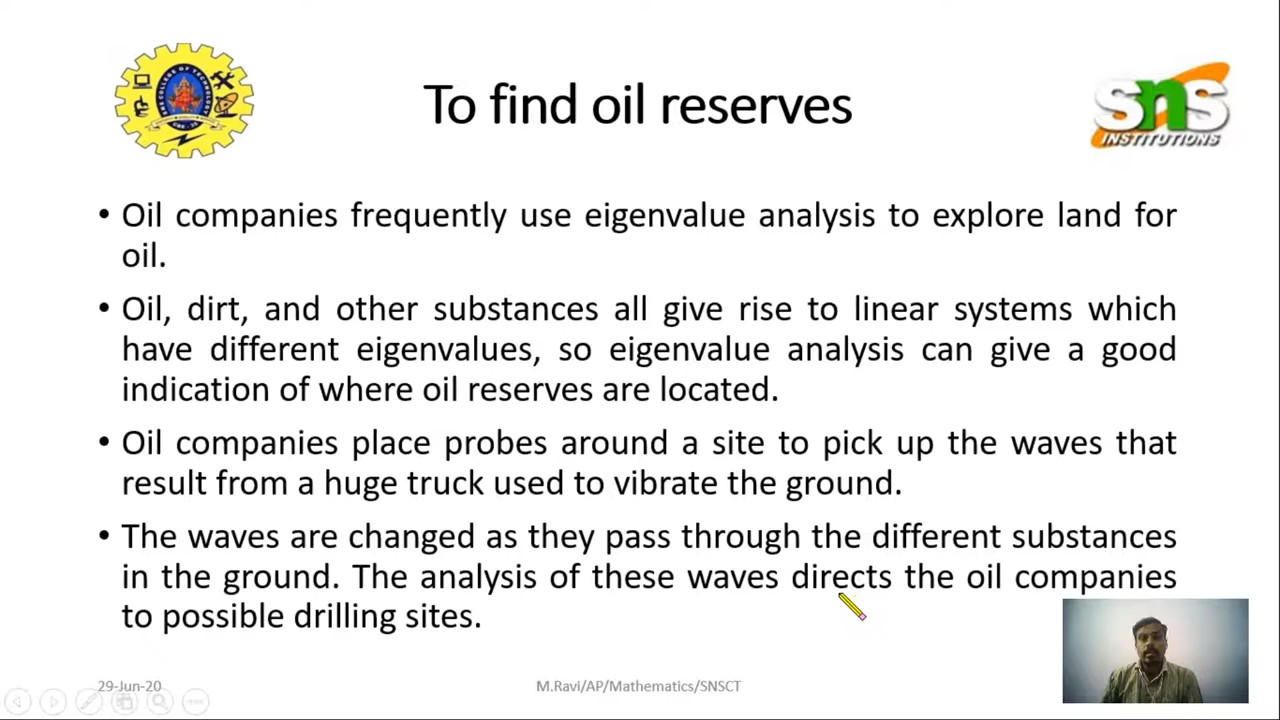 To find oil reserves
SNS
INSTITUTIONS
• Oil companies frequently use eigenvalue analysis to explore land for
oil.
• Oil, dirt, and other substances all give rise to linear systems which
have different eigenvalues, so eigenvalue analysis can give a good
indication of where oil reserves are located.
• Oil companies place probes around a site to pick up the waves that
result from a huge truck used to vibrate the ground.
• The waves are changed as they pass through the different substances
in the ground. The analysis of these waves directs the oil companies
to possible drilling sites.
29-Jun-20
M.Ravi/AP/Mathematics/SNSCT